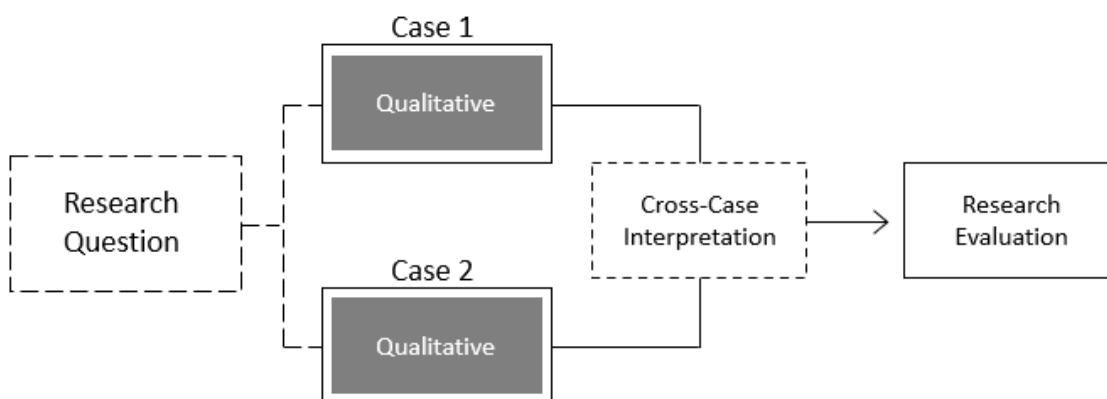 Case 1
Qualitative
Research
Question
Cross-Case
Interpretation
Research
Evaluation
Case 2
Qualitative